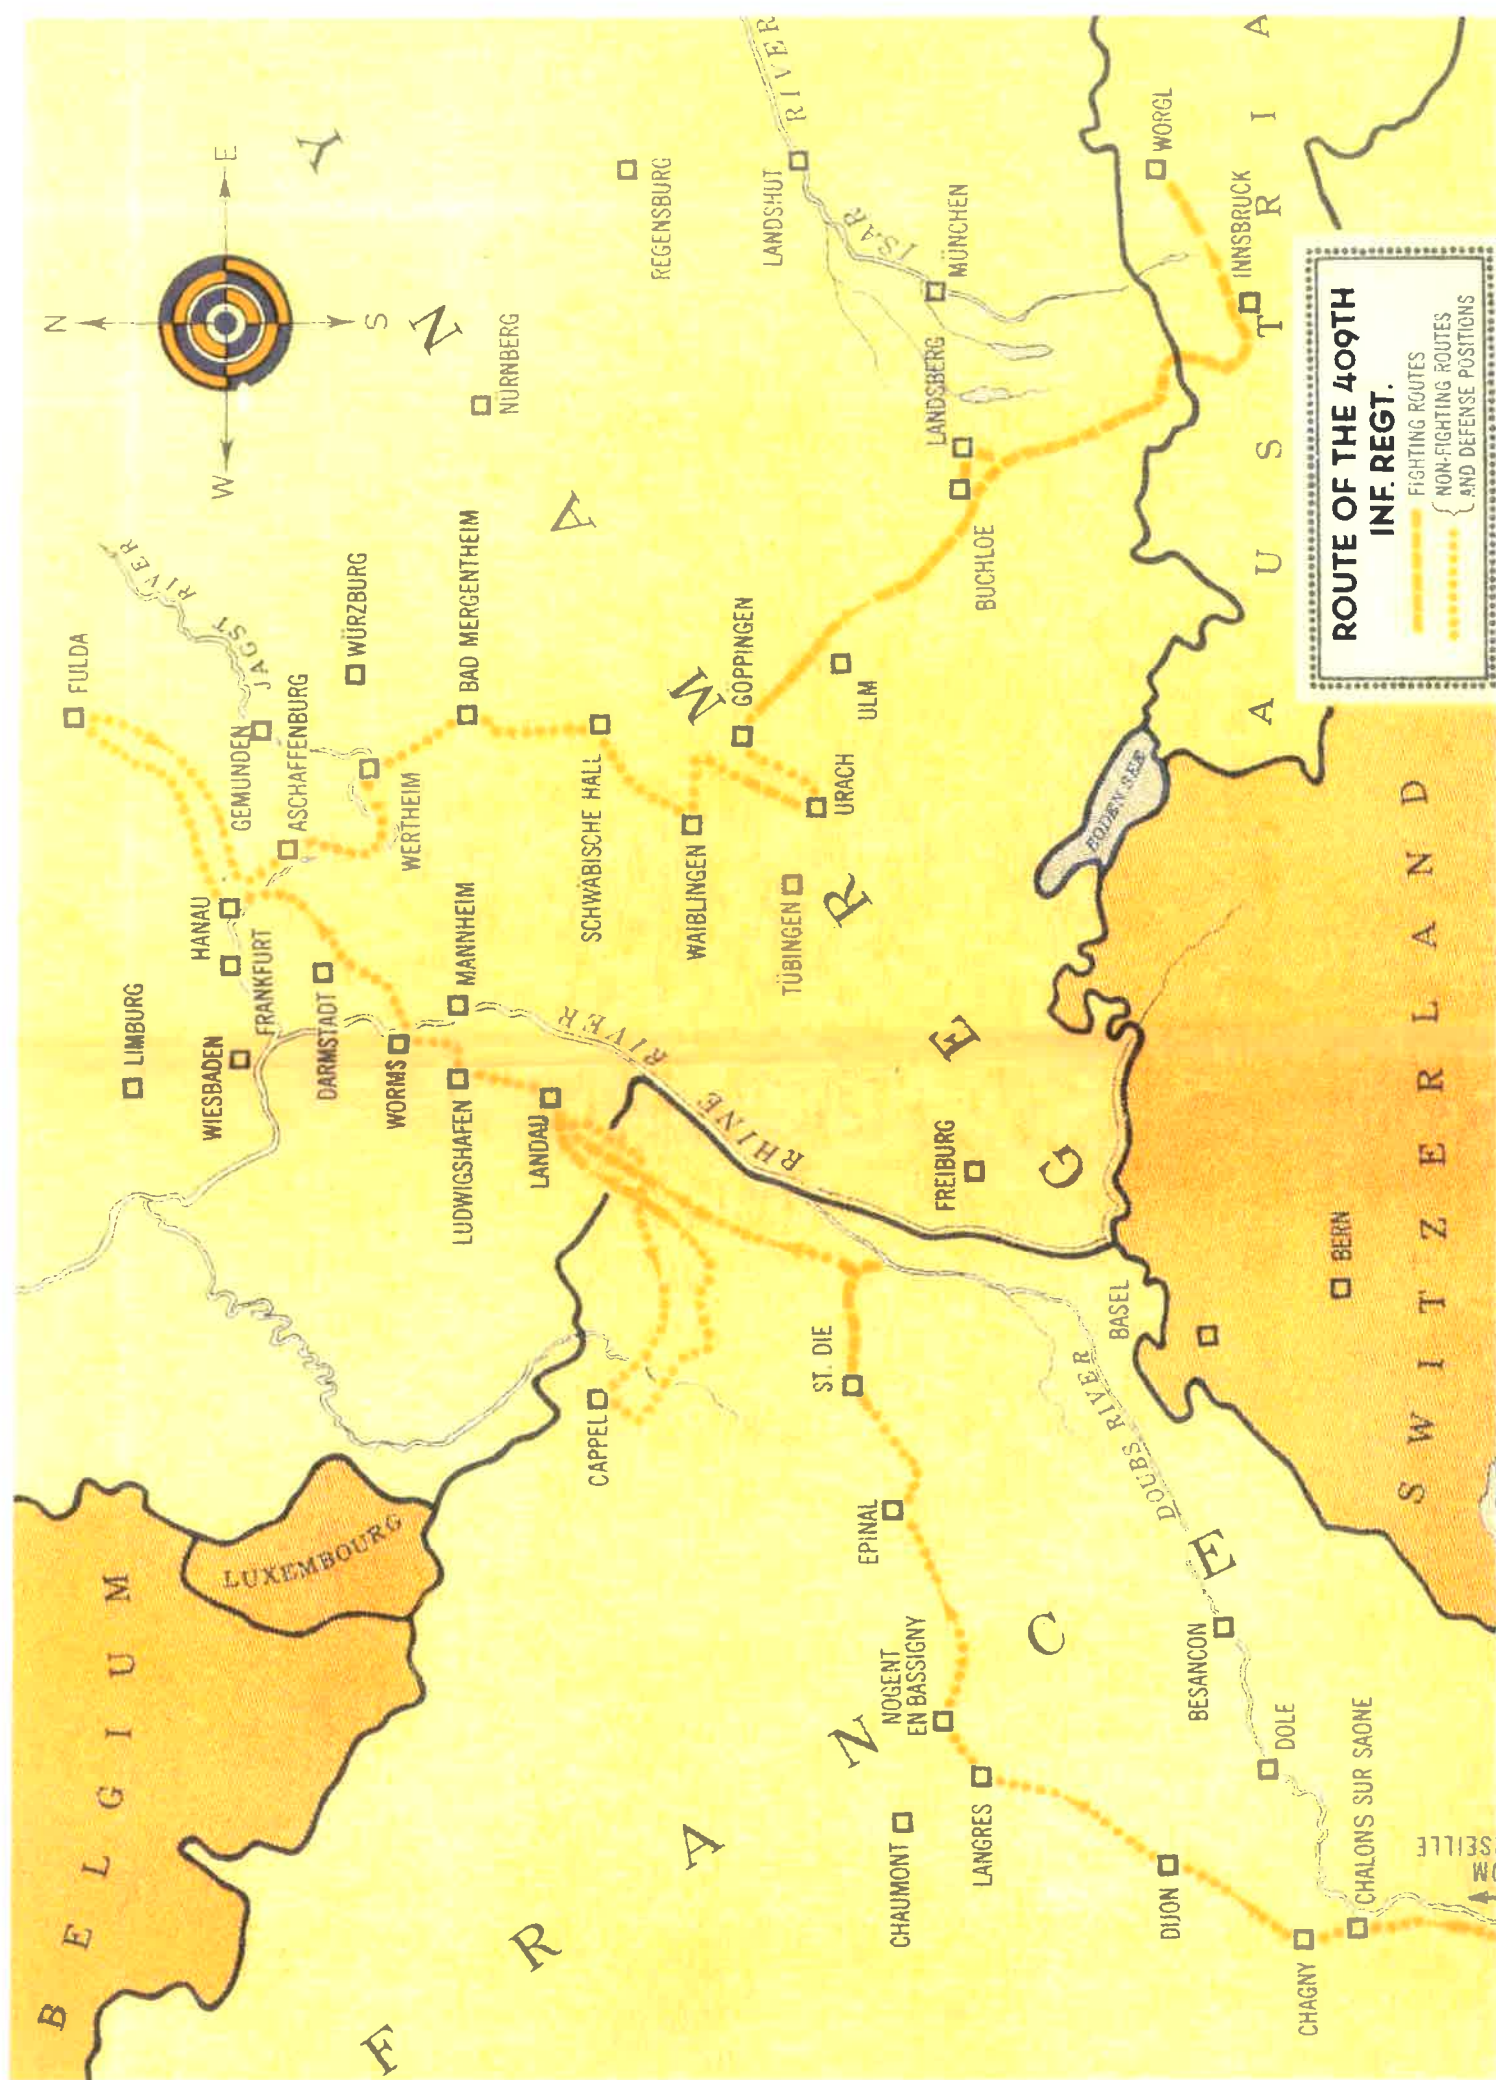 N
W
E
S
BELGIUM
LUXEMBOURG
FRANCE
GERMANY
SWITZERLAND
AUSTRIA
FULDA
JAGST RIVER
GEMUNDEN
ASCHAFFENBURG
WÜRZBURG
HANAU
FRANKFURT
LIMBURG
WIESBADEN
DARMSTADT
WERTHEIM
BAD MERGENTHEIM
NÜRNBERG
WORMS
MANNHEIM
LUDWIGSHAFEN
LANDAU
SCHWÄBISCHE HALL
REGENSBURG
CAPPEL
RIVER
RHINE
WAIBLINGEN
GÖPPINGEN
TÜBINGEN
URACH
ULM
LANDSHUT
ISAR RIVER
MÜNCHEN
LANDSBERG
BUCHLOE
ST. DIE
EPINAL
FREIBURG
NOGENT
EN BASSIGNY
CHAUMONT
LANGRES
BODEN SEE
WORGL
INNSBRUCK
BASEL
DOUBS RIVER
BERN
BESANCON
DOLE
DIJON
CHAGNY
CHALONS SUR SAONE
ROUTE OF THE 409TH
INF. REGT.
FIGHTING ROUTES
NON-FIGHTING ROUTES
AND DEFENSE POSITIONS